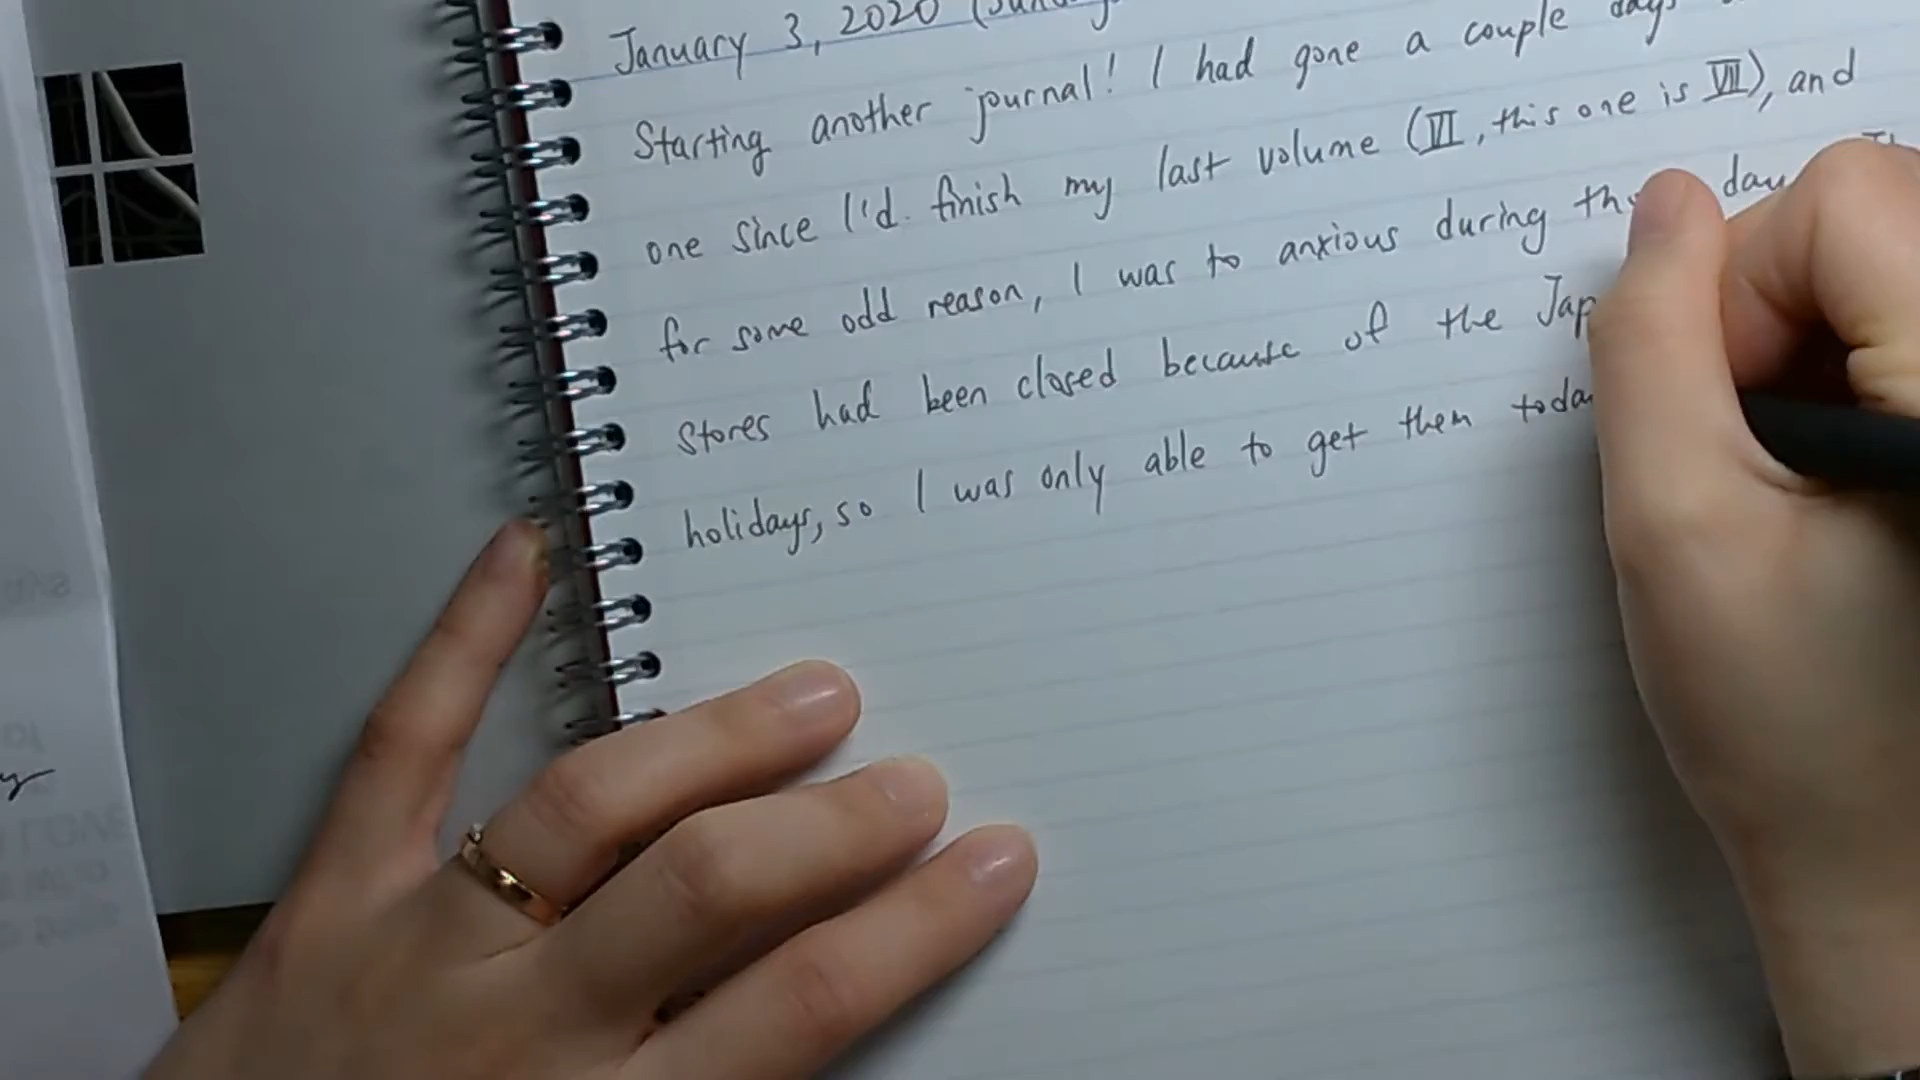 January 3, 2020 (Sunday
Starting another journal! I had gone a couple days
one since I'd finish my last volume (VI, this one is VII), and
for some odd reason, I was to anxious during
stores had been closed because of the
holidays, so I was only able to get them